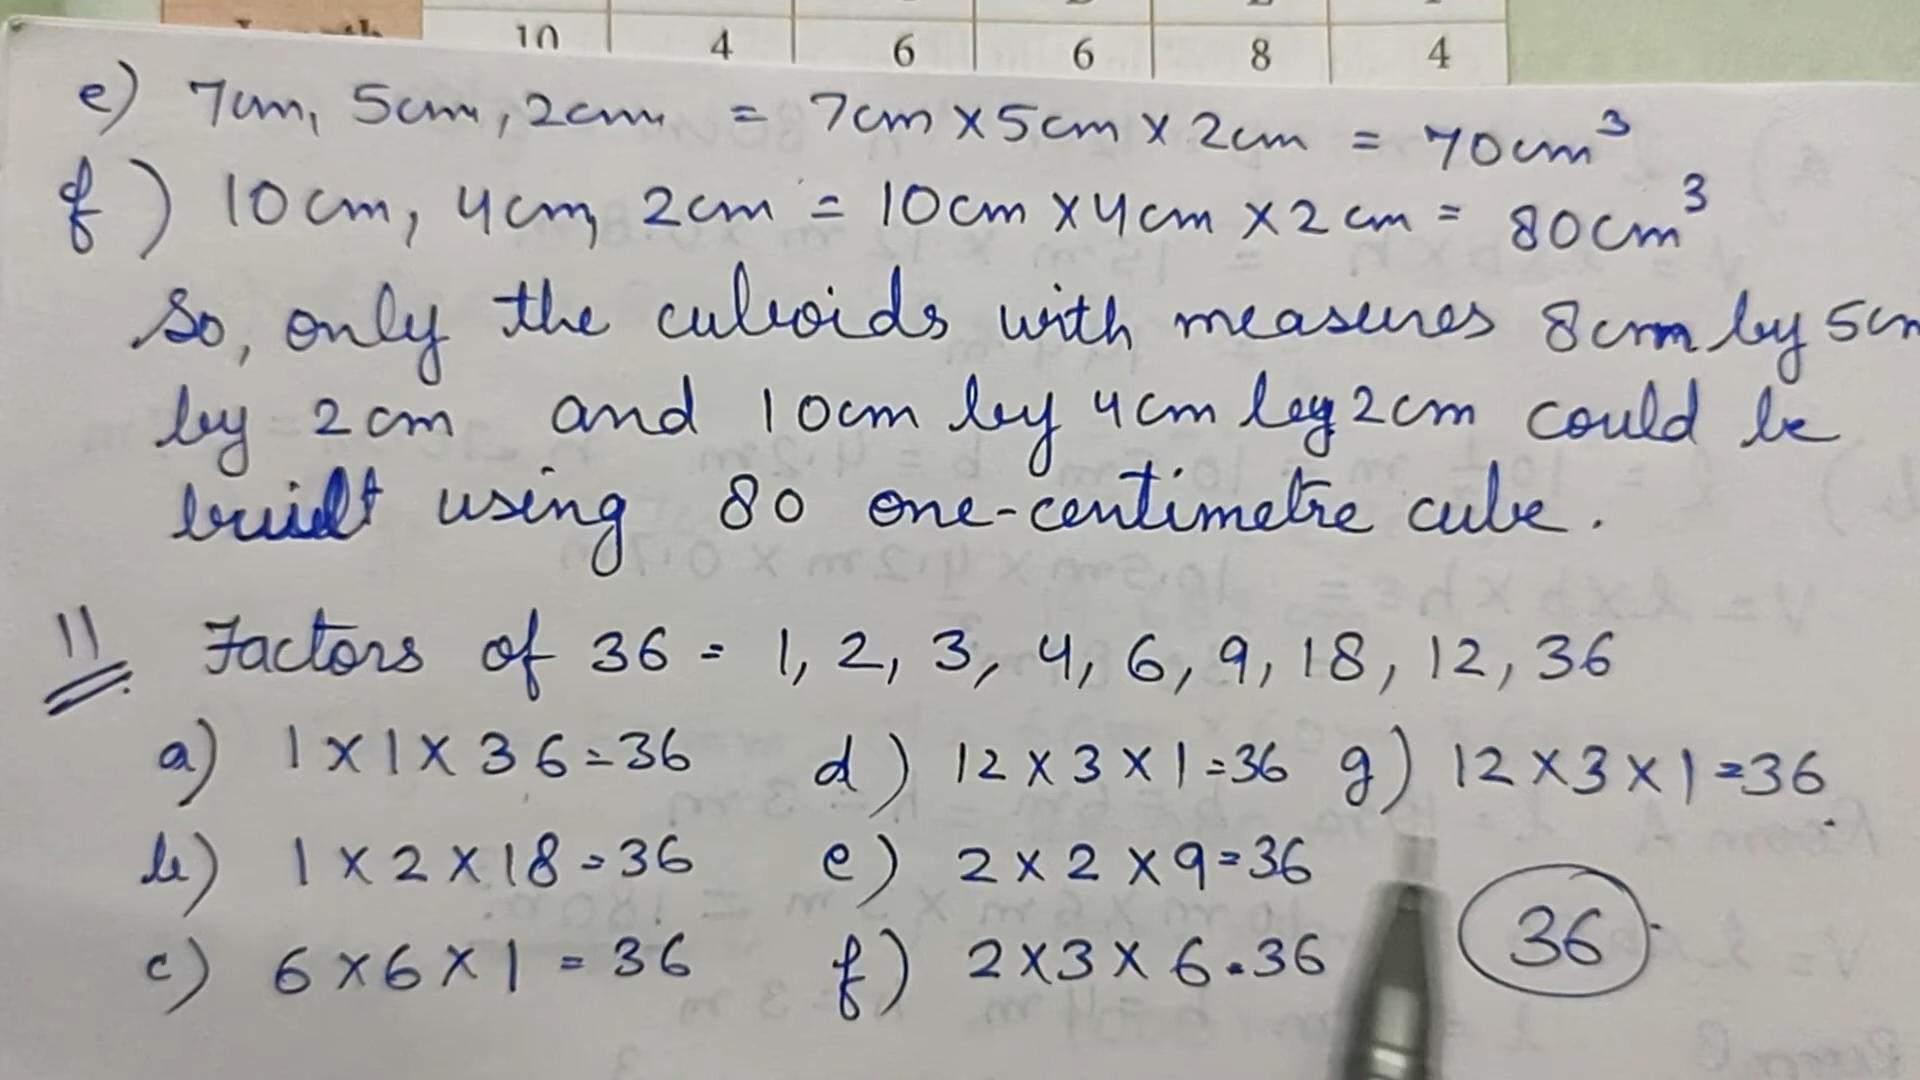 10 4 6 6 8 4
e) 7cm, 5cm, 2cm = 7cm × 5cm × 2cm = 70cm³
f) 10cm, 4cm, 2cm = 10cm × 4cm × 2cm = 80cm³
So, only the cuboids with measures 8cm by 5cm
by 2cm and 10cm by 4cm by 2cm could be
built using 80 one-centimetre cube.
11 Factors of 36 = 1, 2, 3, 4, 6, 9, 18, 12, 36
a) 1 × 1 × 36 = 36 d) 12 × 3 × 1 = 36 g) 12 × 3 × 1 = 36.
b) 1 × 2 × 18 = 36 e) 2 × 2 × 9 = 36
c) 6 × 6 × 1 = 36 f) 2 × 3 × 6 = 36 36